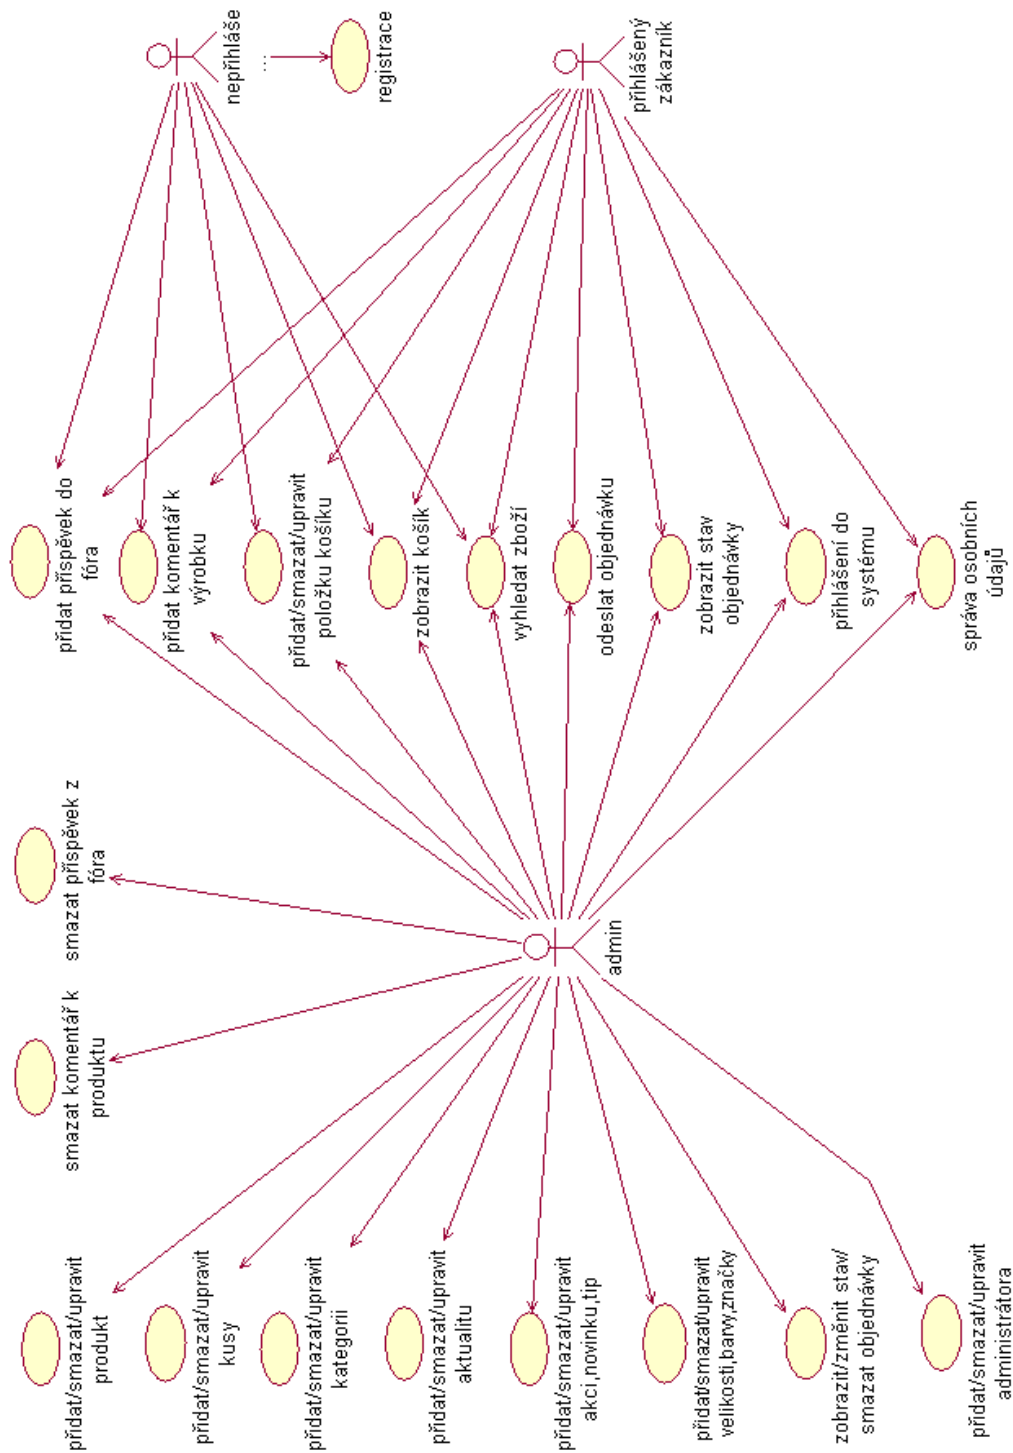 přidat/smazat/upravit
produkt
přidat/smazat/upravit
kusy
přidat/smazat/upravit
kategorii
přidat/smazat/upravit
aktualitu
přidat/smazat/upravit
akci,novinku,tip
přidat/smazat/upravit
velikosti,barvy,značky
zobrazit/změnit stav/
smazat objednávky
přidat/smazat/upravit
administrátora
smazat komentář k
produktu
smazat příspěvek z
fóra
admin
přidat příspěvek do
fóra
přidat komentář k
výrobku
přidat/smazat/upravit
položku košíku
zobrazit košík
vyhledat zboží
odeslat objednávku
zobrazit stav
objednávky
přihlášení do
systému
správa osobních
údajů
nepřihláše
...
registrace
přihlášený
zákazník